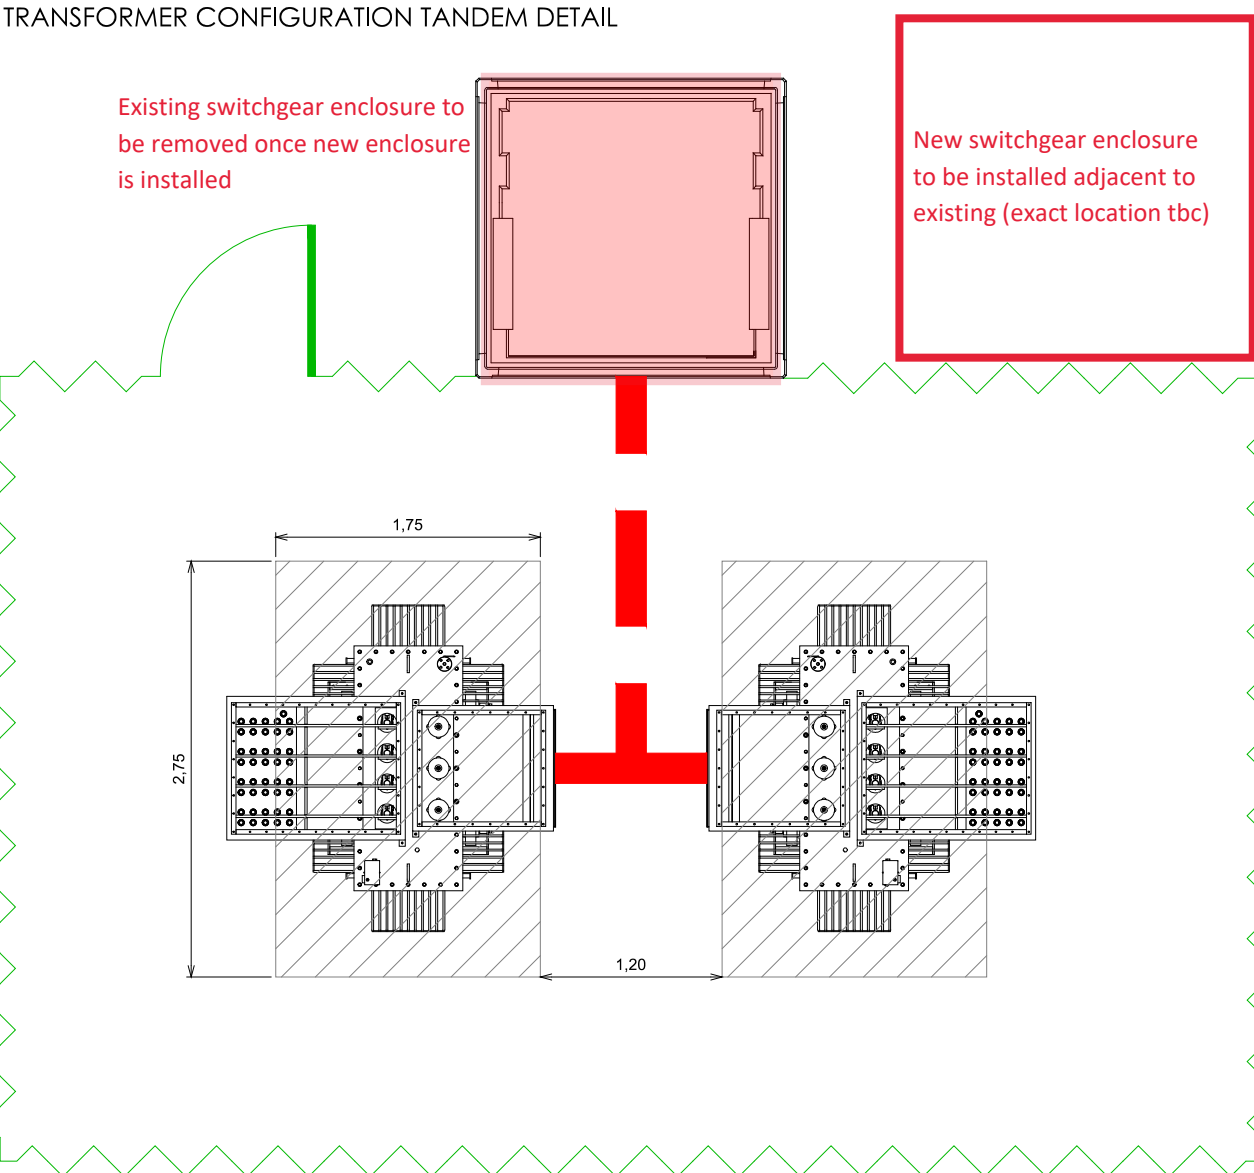 TRANSFORMER CONFIGURATION TANDEM DETAIL
Existing switchgear enclosure to
be removed once new enclosure
is installed
New switchgear enclosure
to be installed adjacent to
existing (exact location tbc)
1,75
2,75
1,20